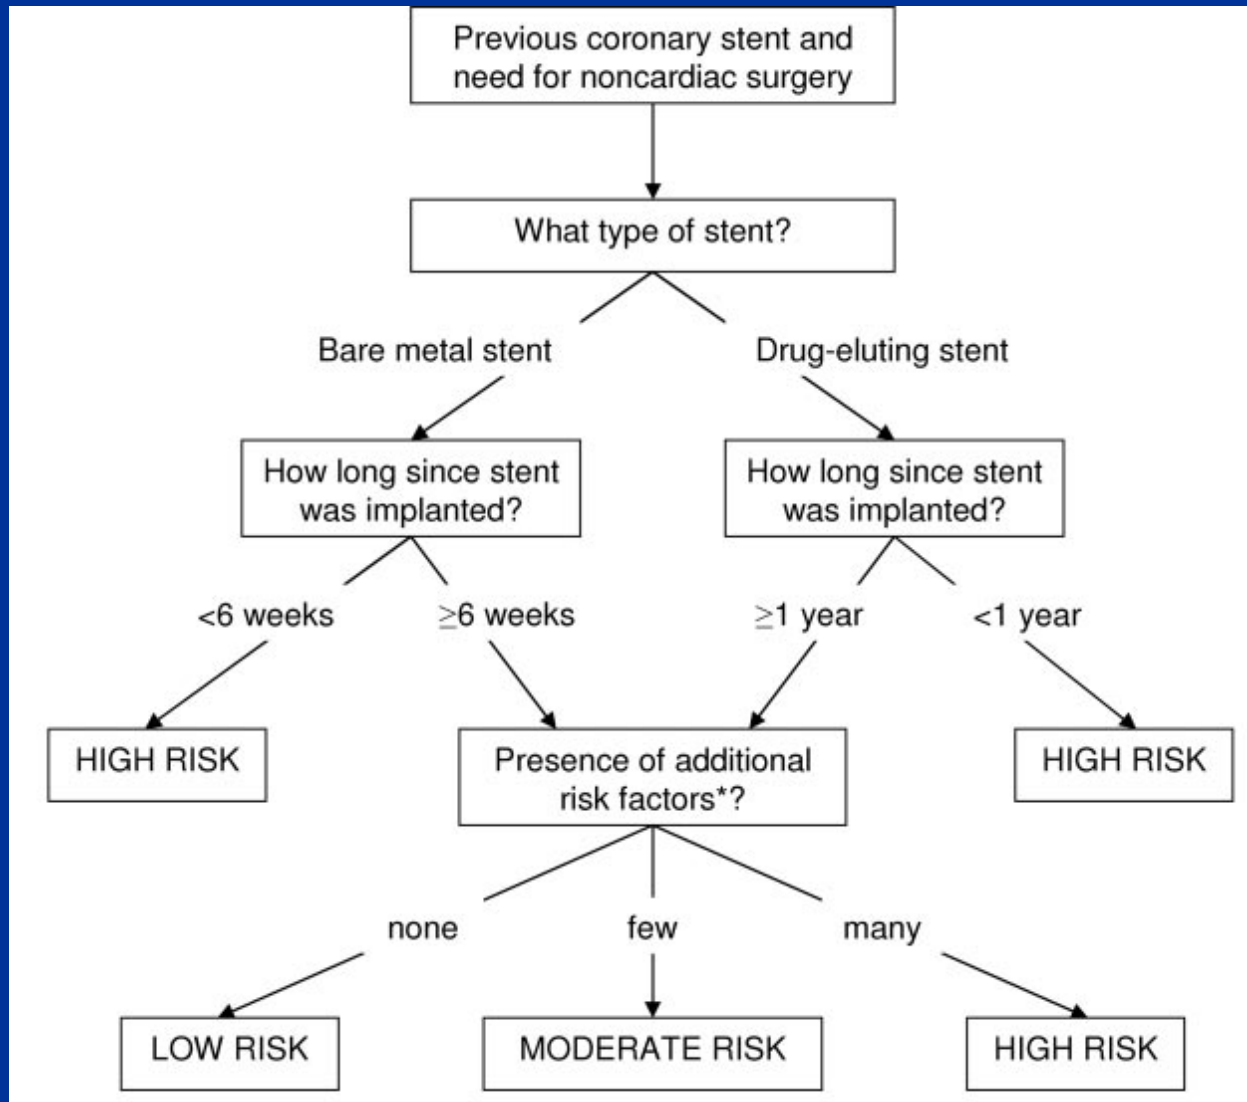 Previous coronary stent and
need for noncardiac surgery
What type of stent?
Bare metal stent
Drug-eluting stent
How long since stent
was implanted?
How long since stent
was implanted?
<6 weeks
≥6 weeks
≥1 year
<1 year
HIGH RISK
Presence of additional
risk factors*?
HIGH RISK
none
few
many
LOW RISK
MODERATE RISK
HIGH RISK